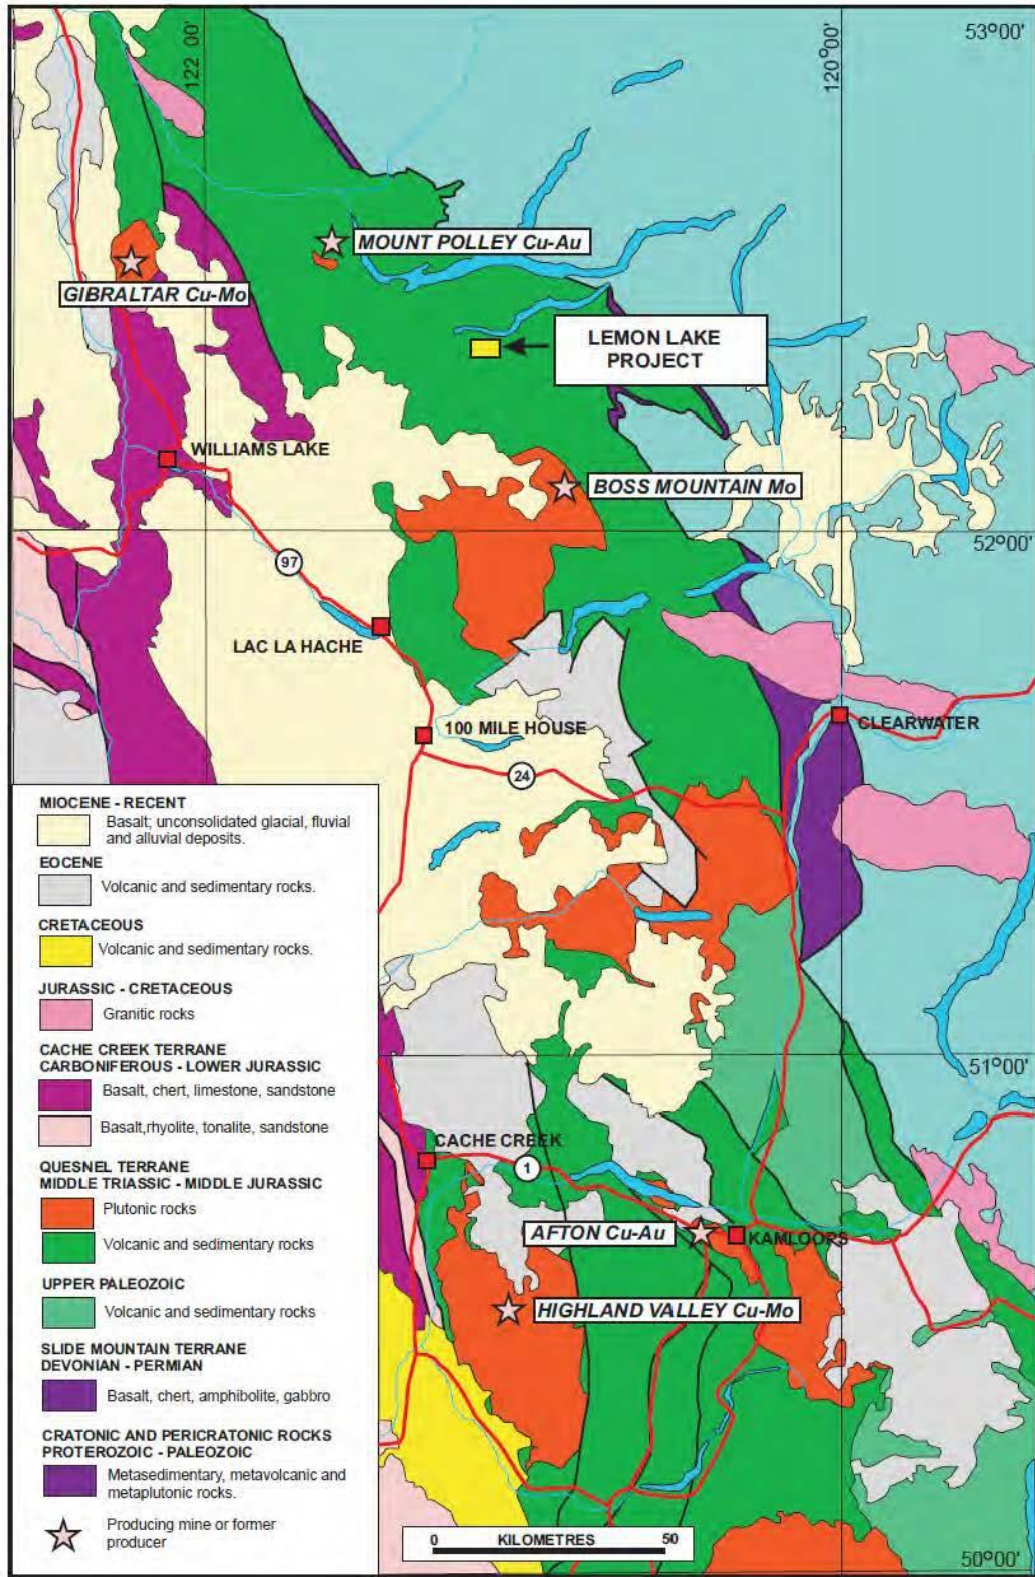 122 00'
120°00'
53°00'
MOUNT POLLEY Cu-Au
GIBRALTAR Cu-Mo
LEMON LAKE
PROJECT
WILLIAMS LAKE
BOSS MOUNTAIN Mo
52°00'
97
LAC LA HACHE
100 MILE HOUSE
CLEARWATER
24
MIOCENE - RECENT
Basalt; unconsolidated glacial, fluvial
and alluvial deposits.
EOCENE
Volcanic and sedimentary rocks.
CRETACEOUS
Volcanic and sedimentary rocks.
JURASSIC - CRETACEOUS
Granitic rocks
CACHE CREEK TERRANE
CARBONIFEROUS - LOWER JURASSIC
Basalt, chert, limestone, sandstone
Basalt,rhyolite, tonalite, sandstone
QUESNEL TERRANE
MIDDLE TRIASSIC - MIDDLE JURASSIC
Plutonic rocks
Volcanic and sedimentary rocks
UPPER PALEOZOIC
Volcanic and sedimentary rocks
SLIDE MOUNTAIN TERRANE
DEVONIAN - PERMIAN
Basalt, chert, amphibolite, gabbro
CRATONIC AND PERICRATONIC ROCKS
PROTEROZOIC - PALEOZOIC
Metasedimentary, metavolcanic and
metaplutonic rocks.
Producing mine or former
producer
51°00'
CACHE CREEK
1
AFTON Cu-Au
KAMLOOPS
HIGHLAND VALLEY Cu-Mo
0 KILOMETRES 50
50°00'